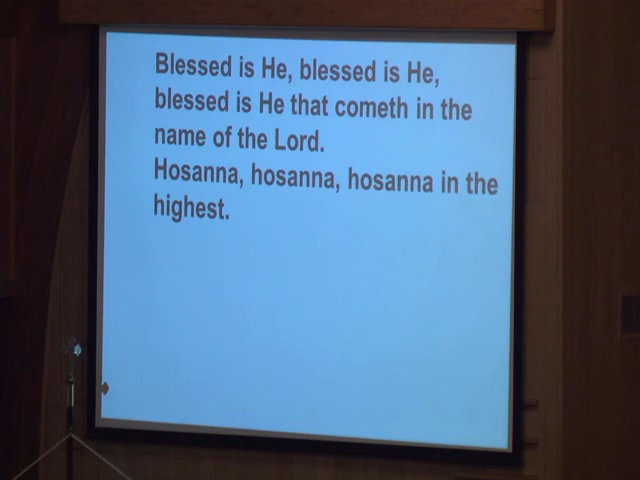 Blessed is He, blessed is He,
blessed is He that cometh in the
name of the Lord.
Hosanna, hosanna, hosanna in the
highest.